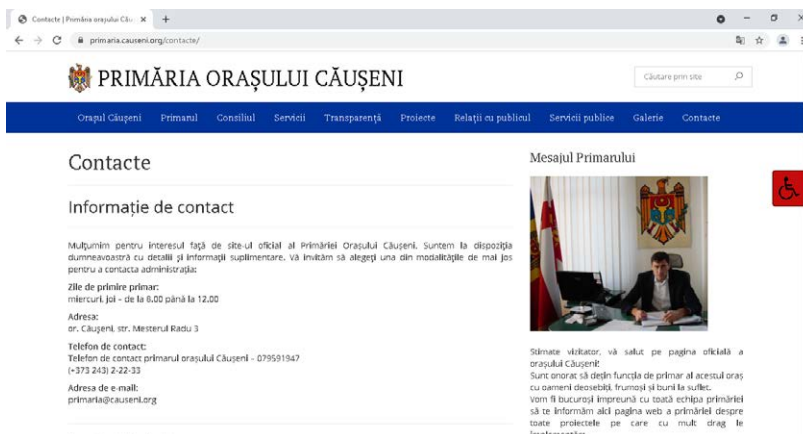 Contacte | Primăria orașului Cău
primaria.causeni.org/contacte/
PRIMĂRIA ORAȘULUI CĂUȘENI
Căutare prin site
Orașul Căușeni Primarul Consiliul Servicii Transparență Proiecte Relații cu publicul Servicii publice Galerie Contacte
Contacte
Informație de contact
Mulțumim pentru interesul față de site-ul oficial al Primăriei Orașului Căușeni. Suntem la dispoziția
dumneavoastră cu detalii și informații suplimentare. Vă invităm să alegeți una din modalitățile de mai jos
pentru a contacta administrația:
Zile de primire primar:
miercuri, joi – de la 8.00 până la 12.00
Adresa:
or. Căușeni, str. Mesterul Radu 3
Telefon de contact:
Telefon de contact primarul orașului Căușeni – 079591947
(+373 243) 2-22-33
Adresa de e-mail:
primaria@causeni.org
Mesajul Primarului
Stimate vizitator, vă salut pe pagina oficială a
orașului Căușeni!
Sunt onorat să dețin funcția de primar al acestui oraș
cu oameni deosebiți, frumoși și buni la suflet.
Vom fi bucuroși împreună cu toată echipa primăriei
să te informăm aici pagina web a primăriei despre
toate proiectele pe care cu mult drag le